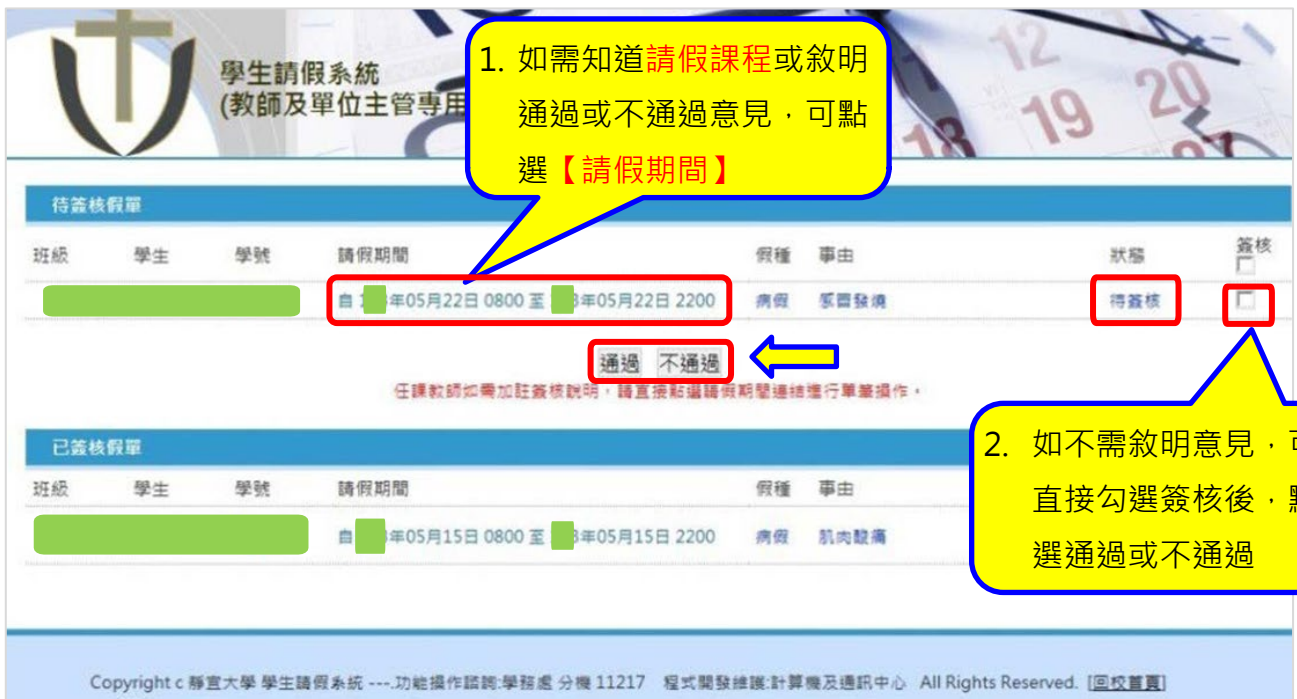 學生請假系統
(教師及單位主管專用
1. 如需知道請假課程或敘明
通過或不通過意見，可點
選【請假期間】
12
19 20
18 27
待簽核假單
班級 學生 學號 請假期間 假種 事由 狀態 簽核
自 年05月22日 0800 至 3年05月22日 2200 病假 感冒發燒 待簽核
通過 不通過
任課教師如需加註簽核說明，請直接點選請假期間連結進行單筆操作。
已簽核假單
班級 學生 學號 請假期間 假種 事由
自 年05月15日 0800 至 3年05月15日 2200 病假 肌肉酸痛
2. 如不需敘明意見，
直接勾選簽核後，
選通過或不通過
Copyright c 靜宜大學 學生請假系統 ---.功能操作諮詢:學務處 分機 11217 程式開發維護:計算機及通訊中心 All Rights Reserved. [回校首頁]